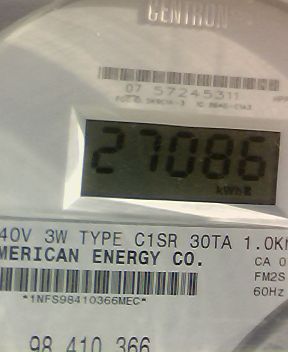 CENTRON
07 57245311
27086
kWh
40V 3W TYPE C1SR 30TA 1.0K
MERICAN ENERGY CO.
CA 0
FM2S
60Hz
*1NFS98410366MEC*
98 410 366